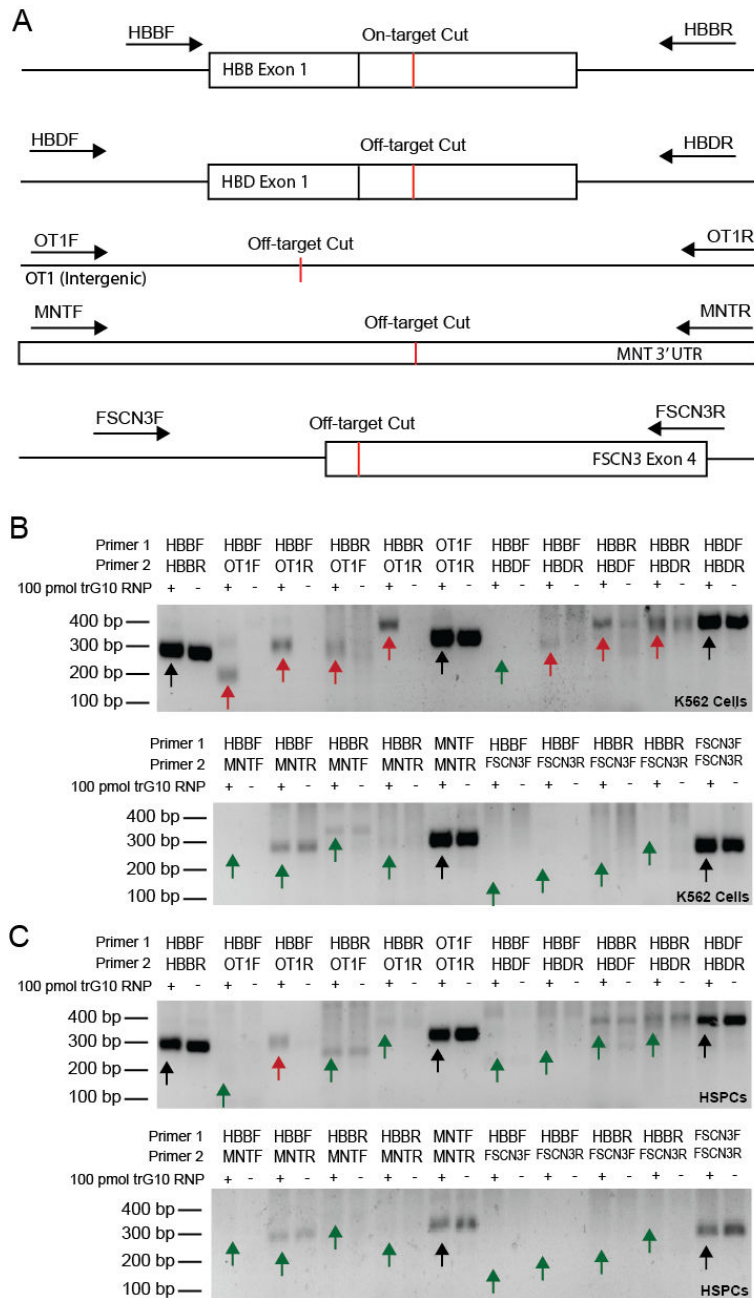 A
HBBF On-target Cut HBBR
HBB Exon 1
HBDF Off-target Cut HBDR
HBD Exon 1
OT1F Off-target Cut OT1R
OT1 (Intergenic)
MNTF Off-target Cut MNTR
MNT 3’ UTR
FSCN3F Off-target Cut FSCN3R
FSCN3 Exon 4
B
Primer 1 HBBF HBBF HBBF HBBR HBBR OT1F HBBF HBBF HBBR HBBR HBDF
Primer 2 HBBR OT1F OT1R OT1F OT1R OT1R HBDF HBDR HBDF HBDR HBDR
100 pmol trG10 RNP + - + - + - + - + - + - + - + - + - + - + -
400 bp
300 bp
200 bp
100 bp
K562 Cells
Primer 1 HBBF HBBF HBBR HBBR MNTF HBBF HBBF HBBR HBBR FSCN3F
Primer 2 MNTF MNTR MNTF MNTR MNTR FSCN3F FSCN3R FSCN3F FSCN3R FSCN3R
100 pmol trG10 RNP + - + - + - + - + - + - + - + - + - + -
400 bp
300 bp
200 bp
100 bp
K562 Cells
C
Primer 1 HBBF HBBF HBBF HBBR HBBR OT1F HBBF HBBF HBBR HBBR HBDF
Primer 2 HBBR OT1F OT1R OT1F OT1R OT1R HBDF HBDR HBDF HBDR HBDR
100 pmol trG10 RNP + - + - + - + - + - + - + - + - + - + - + -
400 bp
300 bp
200 bp
100 bp
HSPCs
Primer 1 HBBF HBBF HBBR HBBR MNTF HBBF HBBF HBBR HBBR FSCN3F
Primer 2 MNTF MNTR MNTF MNTR MNTR FSCN3F FSCN3R FSCN3F FSCN3R FSCN3R
100 pmol trG10 RNP + - + - + - + - + - + - + - + - + - + -
400 bp
300 bp
200 bp
100 bp
HSPCs